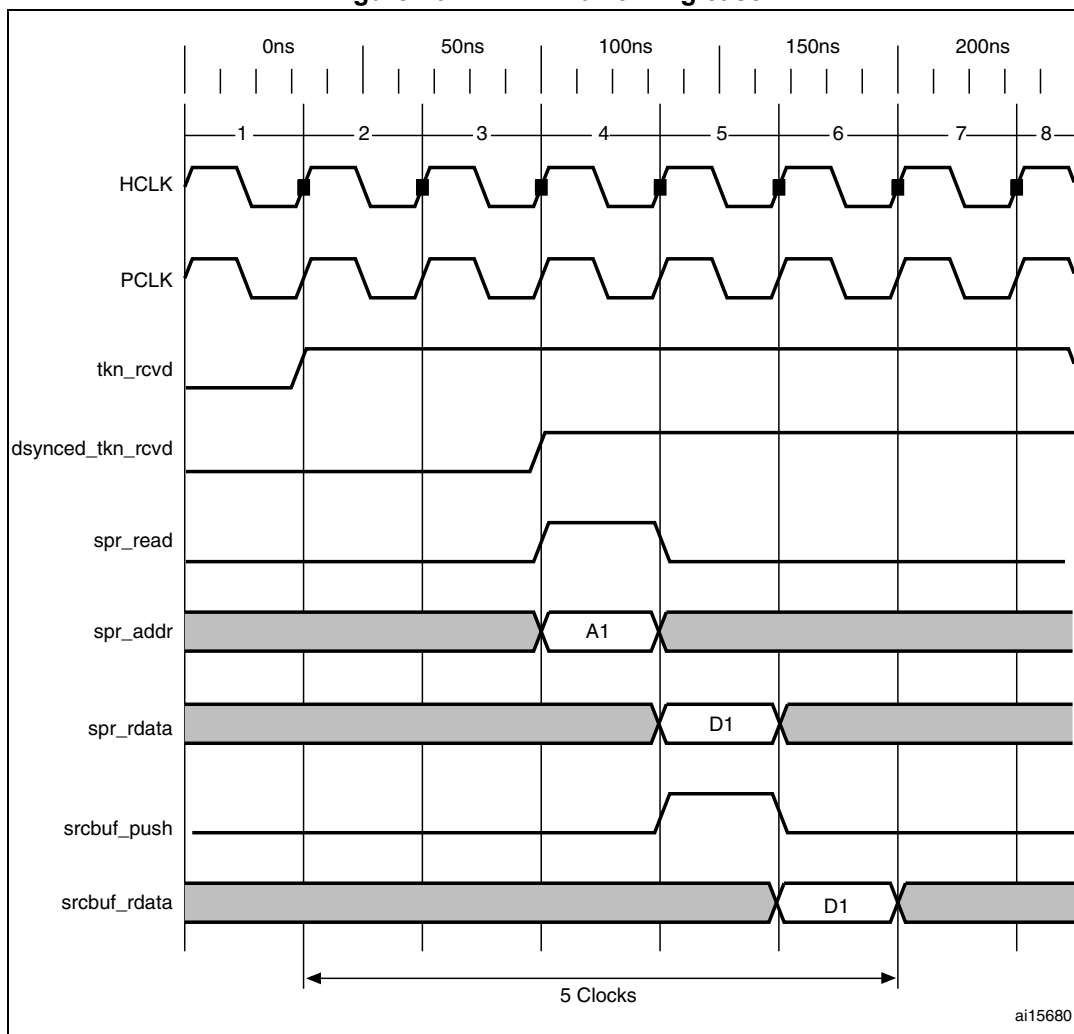 0ns 50ns 100ns 150ns 200ns
1 2 3 4 5 6 7 8
HCLK
PCLK
tkn_rcvd
dsynced_tkn_rcvd
spr_read
spr_addr A1
spr_rdata D1
srcbuf_push
srcbuf_rdata D1
5 Clocks
ai15680